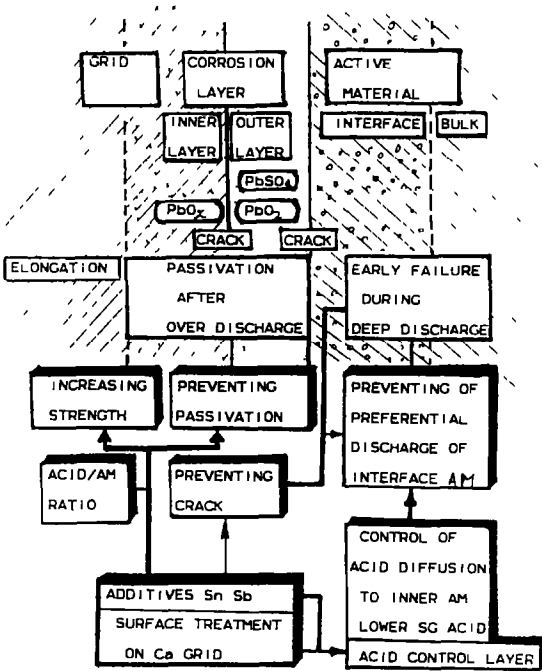 GRID
CORROSION
LAYER
ACTIVE
MATERIAL
INNER
LAYER
OUTER
LAYER
INTERFACE
BULK
PbSO₄
PbOₓ
PbO₂
CRACK
CRACK
ELONGATION
PASSIVATION
AFTER
OVER DISCHARGE
EARLY FAILURE
DURING
DEEP DISCHARGE
INCREASING
STRENGTH
PREVENTING
PASSIVATION
PREVENTING OF
PREFERENTIAL
DISCHARGE OF
INTERFACE AM
ACID/AM
RATIO
PREVENTING
CRACK
CONTROL OF
ACID DIFFUSION
TO INNER AM
LOWER SG ACID
ACID CONTROL LAYER
ADDITIVES Sn Sb
SURFACE TREATMENT
ON Ca GRID